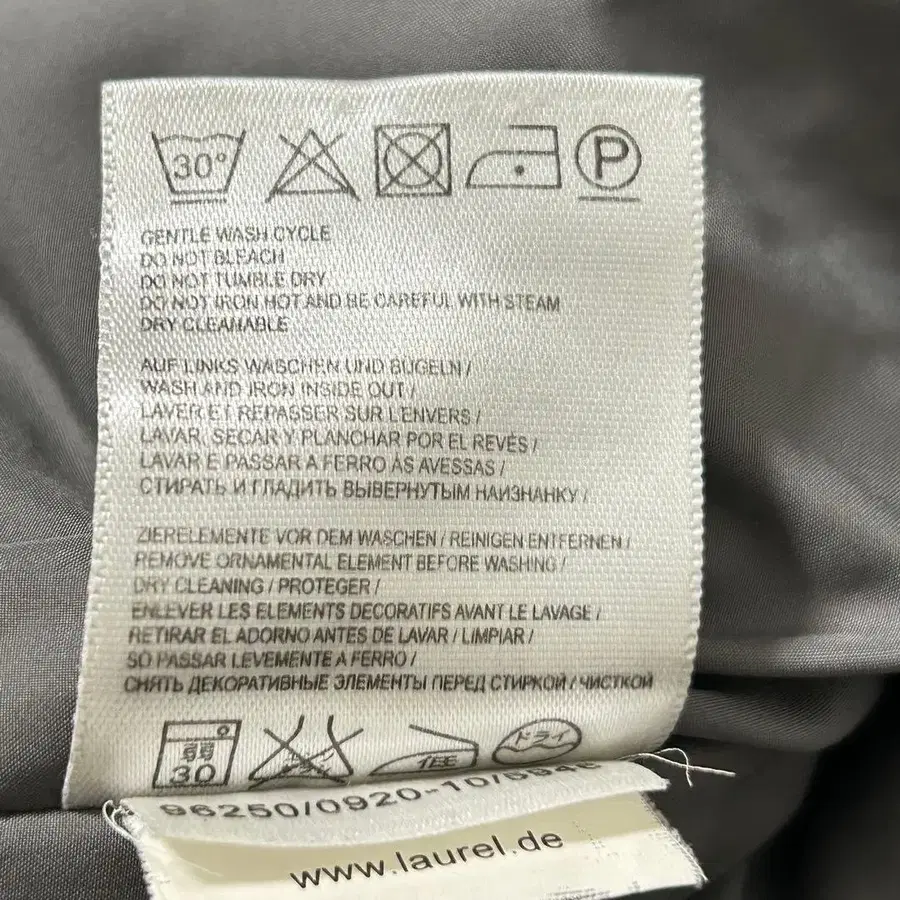 30°
P
GENTLE WASH CYCLE
DO NOT BLEACH
DO NOT TUMBLE DRY
DO NOT IRON HOT AND BE CAREFUL WITH STEAM
DRY CLEANABLE
AUF LINKS WASCHEN UND BÜGELN /
WASH AND IRON INSIDE OUT /
LAVER ET REPASSER SUR L'ENVERS /
LAVAR, SECAR Y PLANCHAR POR EL REVÉS /
LAVAR E PASSAR A FERRO ÁS AVESSAS /
СТИРАТЬ И ГЛАДИТЬ ВЫВЕРНУТЫМ НАИЗНАНКУ /
ZIERELEMENTE VOR DEM WASCHEN / REINIGEN ENTFERNEN /
REMOVE ORNAMENTAL ELEMENT BEFORE WASHING /
DRY CLEANING / PROTEGER /
ENLEVER LES ELEMENTS DECORATIFS AVANT LE LAVAGE /
RETIRAR EL ADORNO ANTES DE LAVAR / LIMPIAR /
SO PASSAR LEVEMENTE A FERRO /
СНЯТЬ ДЕКОРАТИВНЫЕ ЭЛЕМЕНТЫ ПЕРЕД СТИРКОЙ / ЧИСТКОЙ
30
ドライ
96250/0920-10/
www.laurel.de